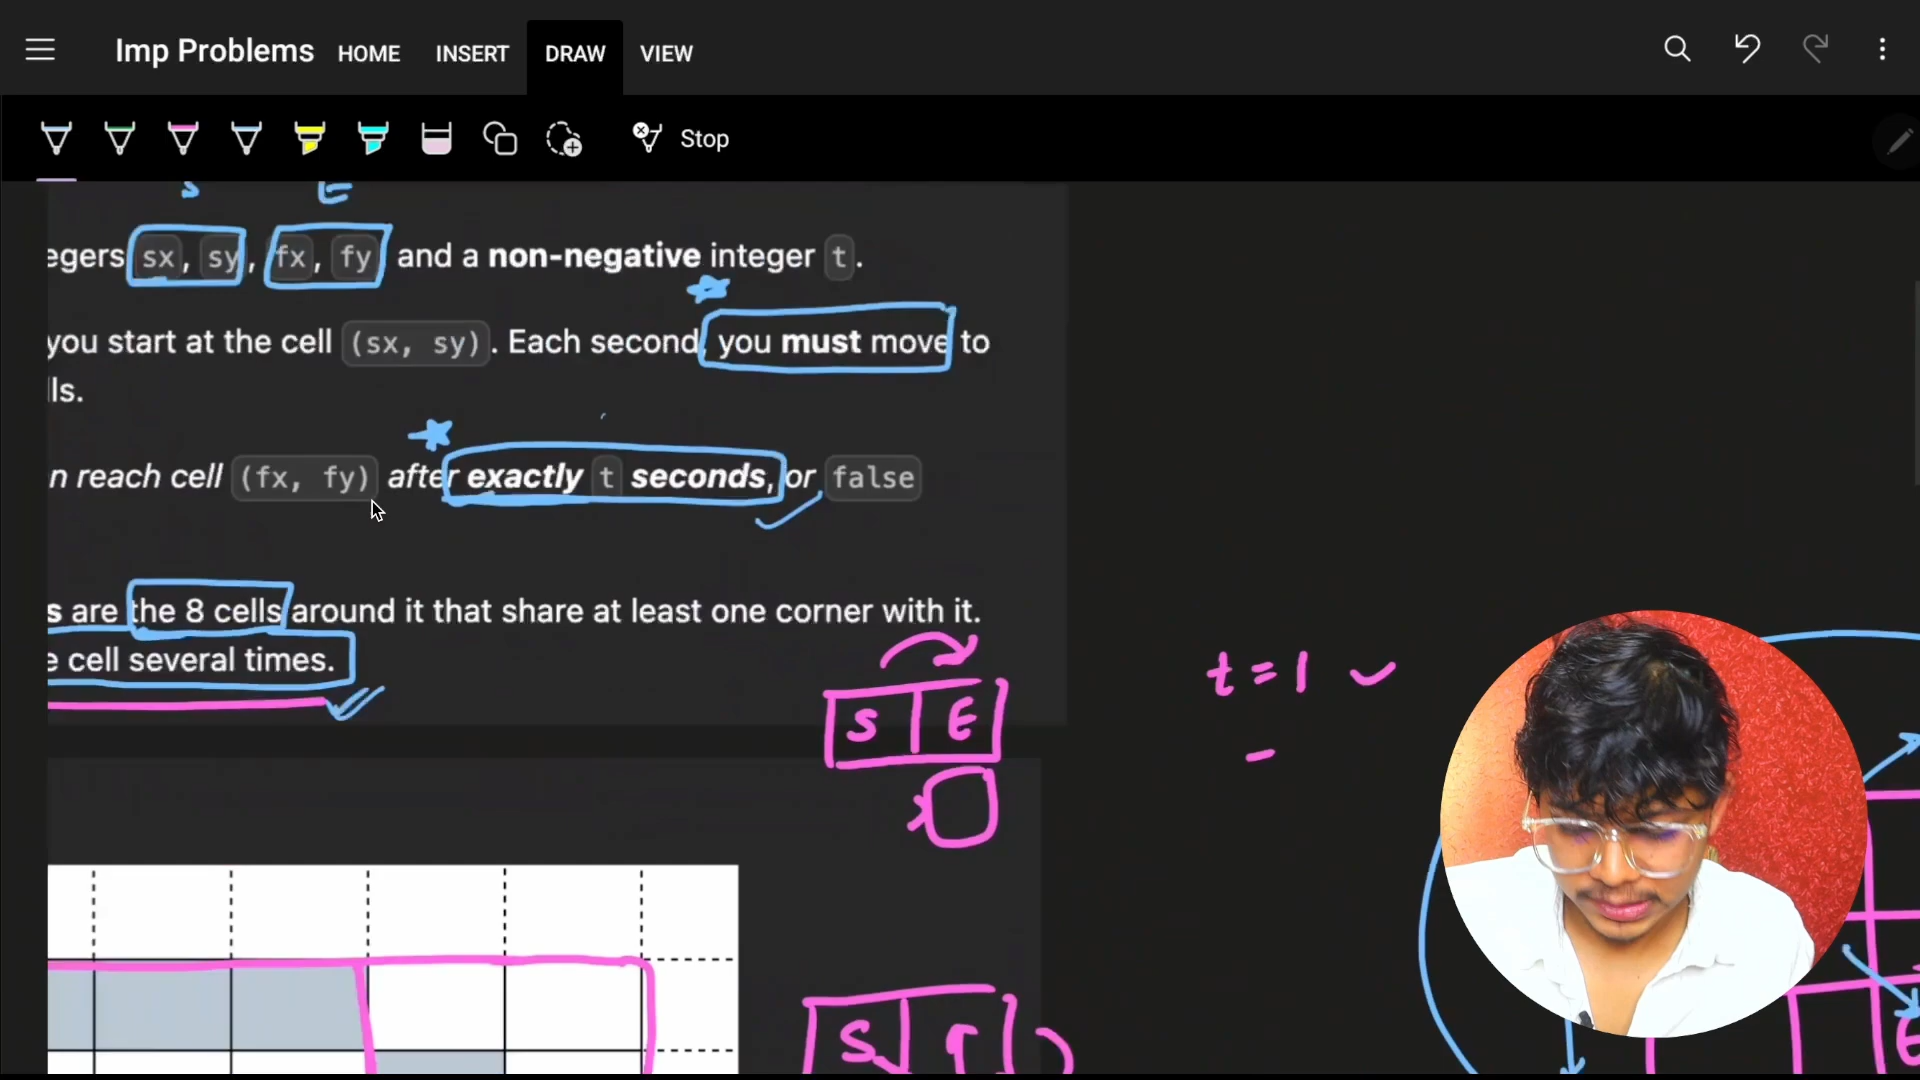 Imp Problems HOME INSERT DRAW VIEW
Stop
S E
egers sx, sy, fx, fy and a non-negative integer t.
you start at the cell (sx, sy). Each second, you must move to
ls.
n reach cell (fx, fy) after exactly t seconds, or false
s are the 8 cells around it that share at least one corner with it.
e cell several times.
t = 1
S E
-
S
E